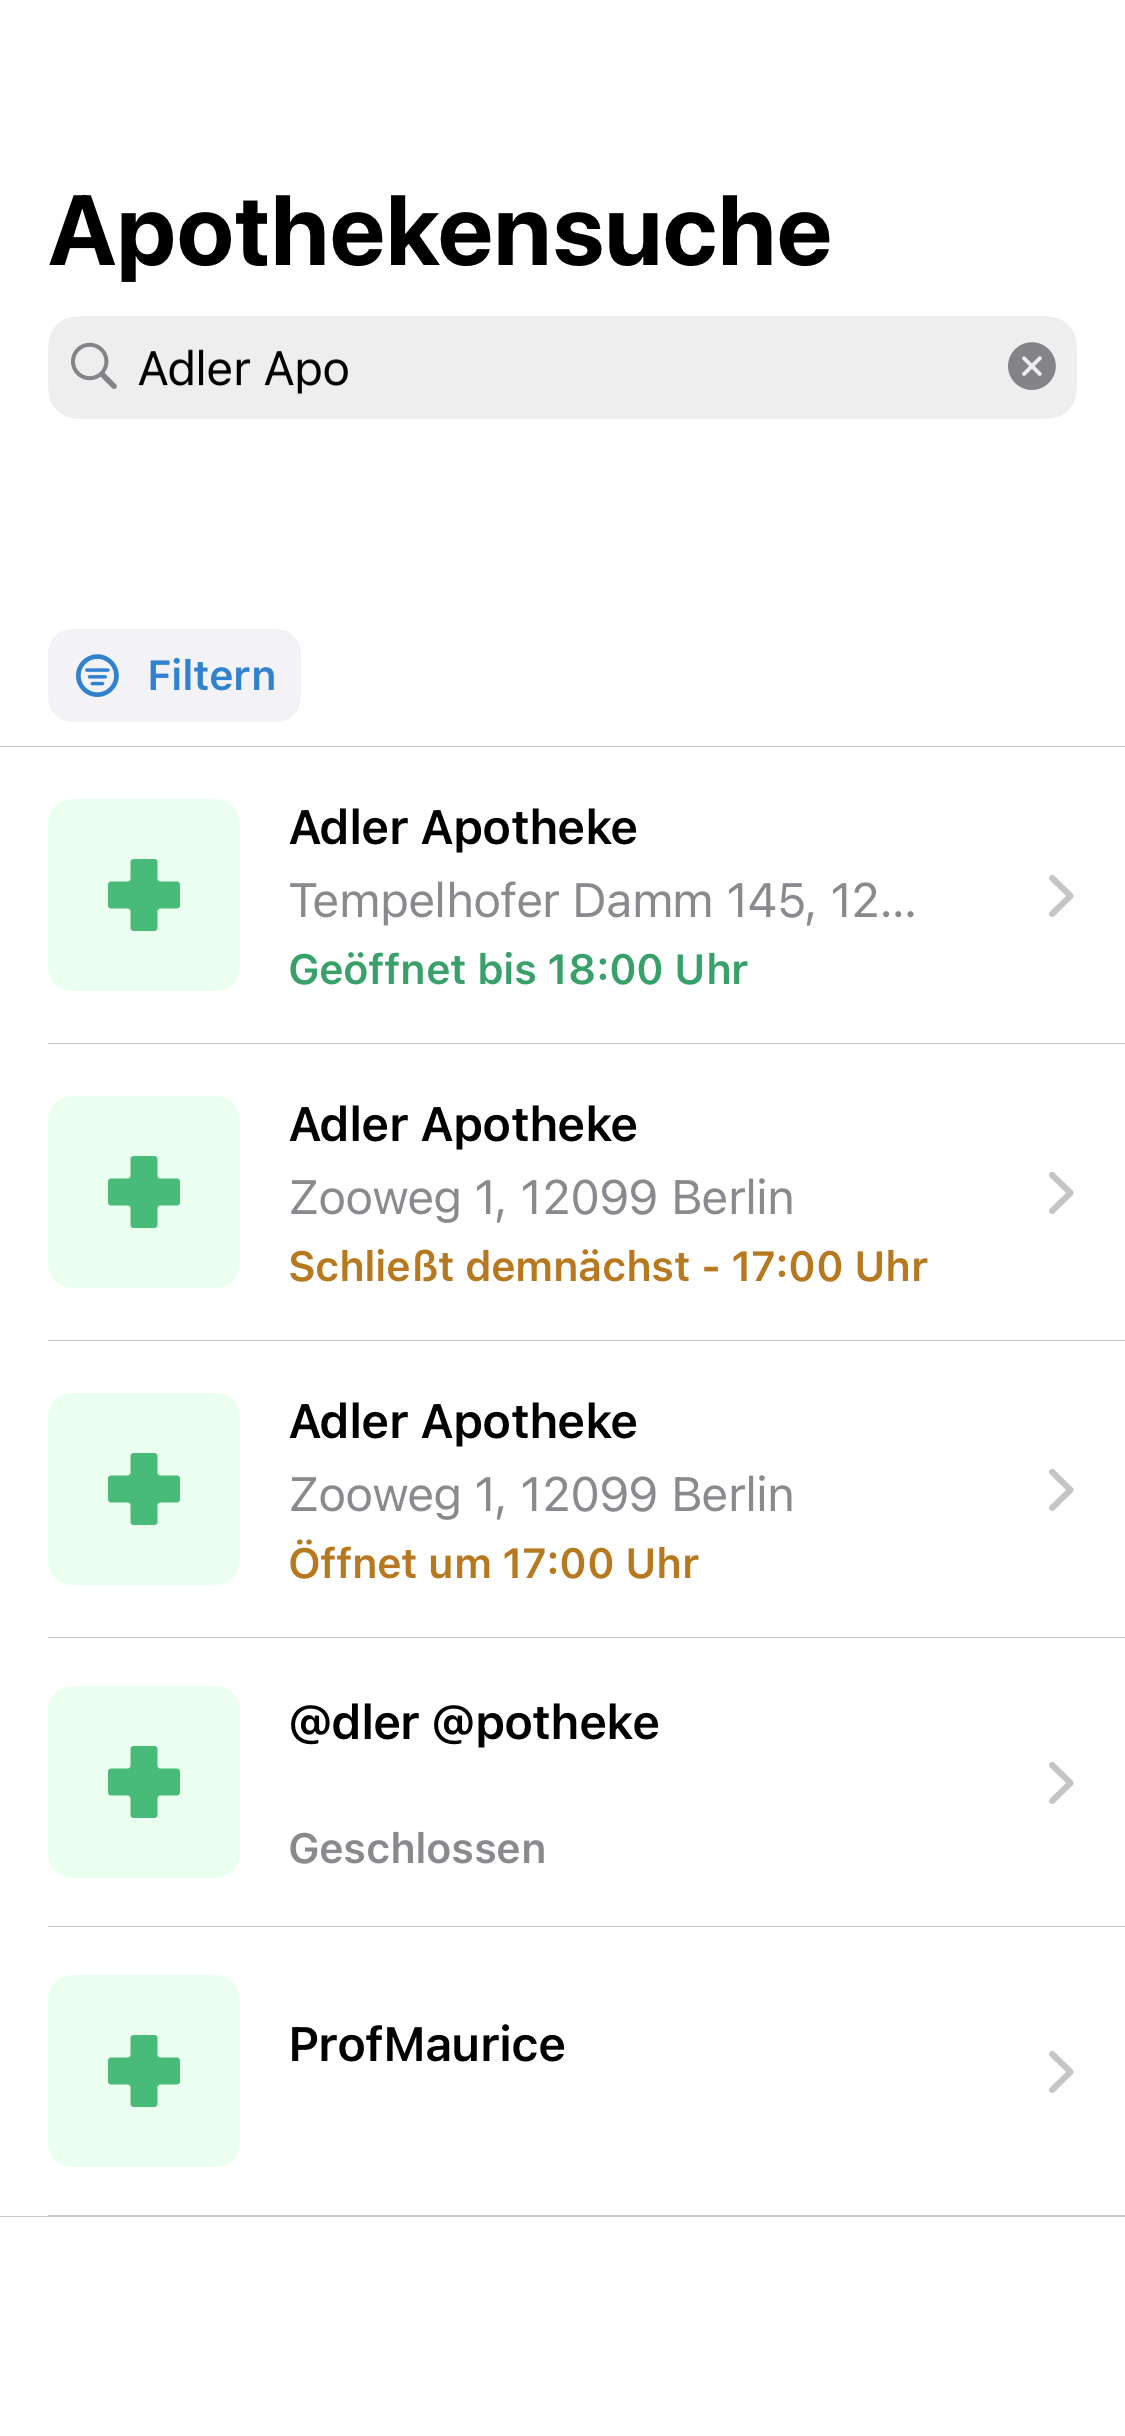 Apothekensuche
Adler Apo
Filtern
Adler Apotheke
Tempelhofer Damm 145, 12...
Geöffnet bis 18:00 Uhr
Adler Apotheke
Zooweg 1, 12099 Berlin
Schließt demnächst - 17:00 Uhr
Adler Apotheke
Zooweg 1, 12099 Berlin
Öffnet um 17:00 Uhr
@dler @potheke
Geschlossen
ProfMaurice